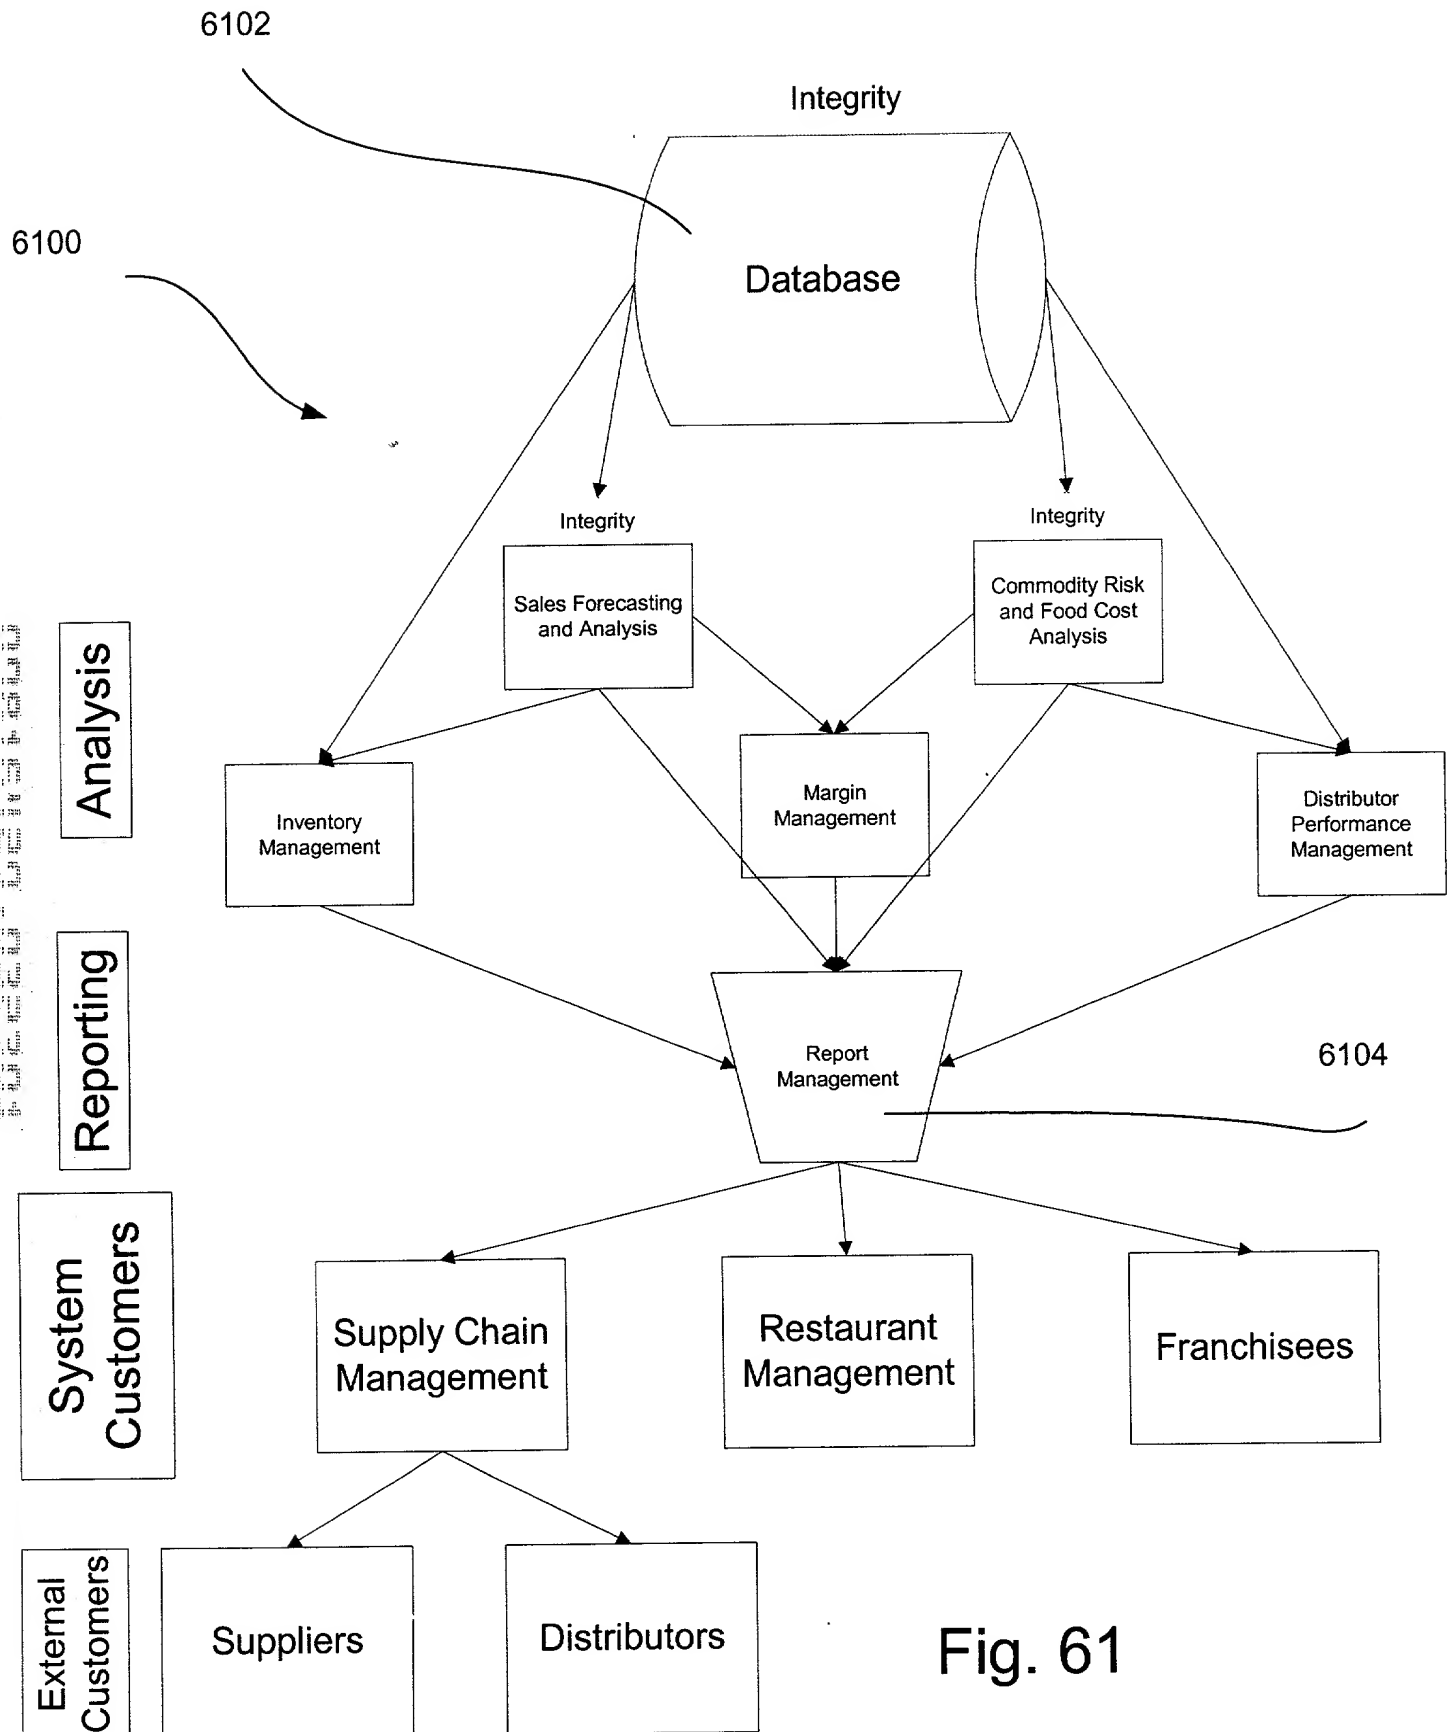 6102
Integrity
6100
Database
Integrity
Integrity
Sales Forecasting
and Analysis
Commodity Risk
and Food Cost
Analysis
Analysis
Inventory
Management
Margin
Management
Distributor
Performance
Management
Reporting
Report
Management
6104
System
Customers
Supply Chain
Management
Restaurant
Management
Franchisees
External
Customers
Suppliers
Distributors
Fig. 61